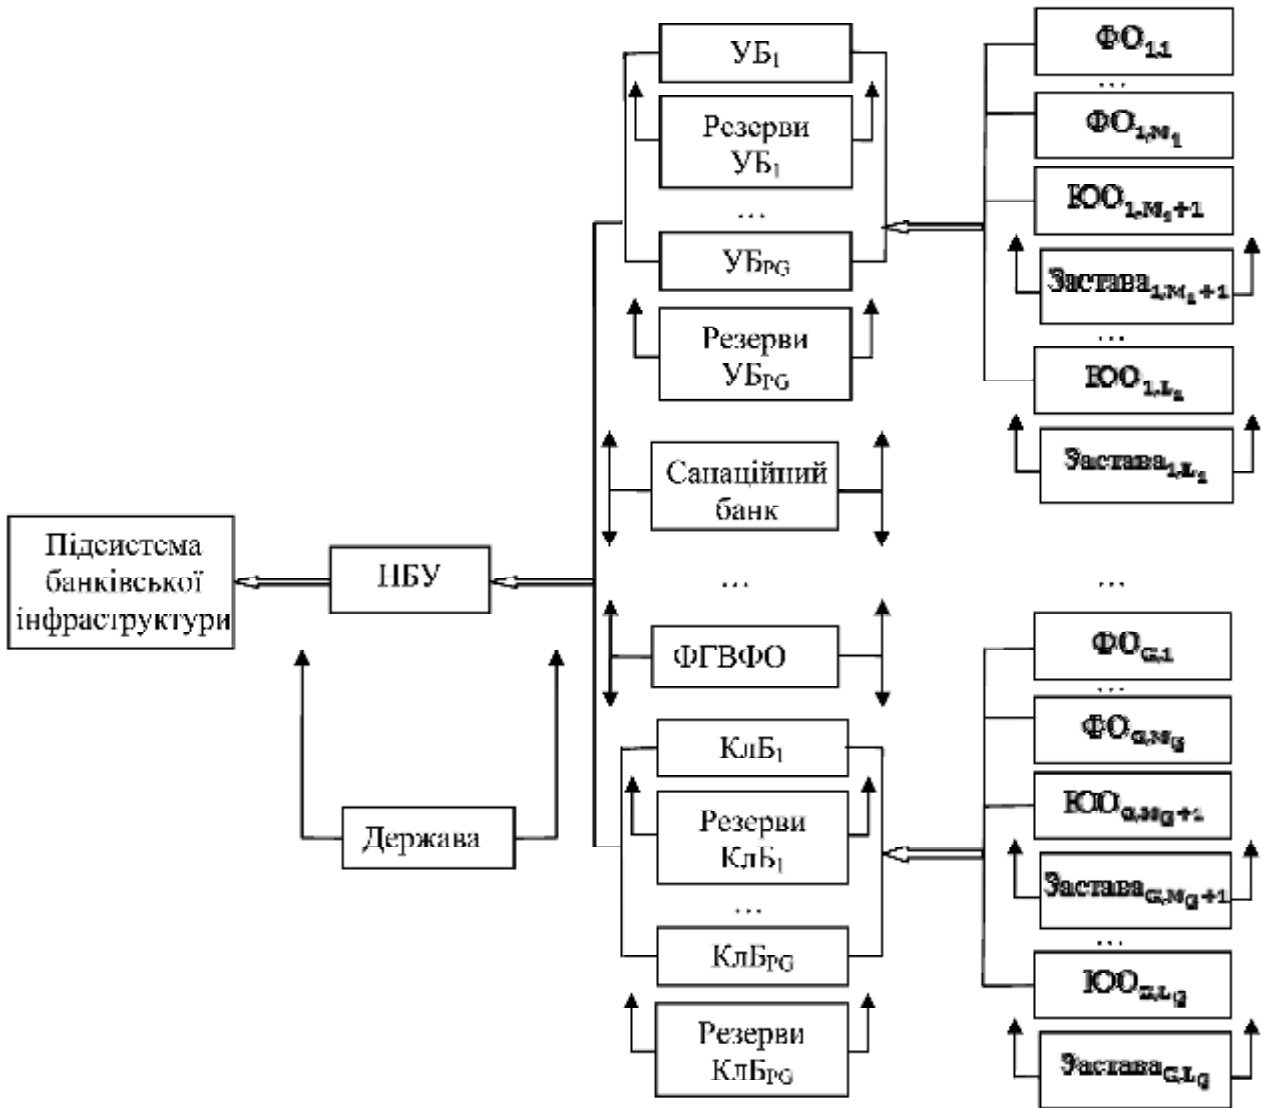 УБ₁
Резерви
УБ₁
...
УБPG
Резерви
УБPG
Санаційний
банк
...
ФГВФО
КлБ₁
Резерви
КлБ₁
...
КлБPG
Резерви
КлБPG
Підсистема
банківської
інфраструктури
НБУ
Держава
ФО1,1
...
ФО1,M₁
ЮО1,M₁+1
Застава1,M₁+1
...
ЮО1,L₁
Застава1,L₁
...
ФОG,1
...
ФОG,MG
ЮОG,MG+1
ЗаставаG,MG+1
...
ЮОG,LG
ЗаставаG,LG